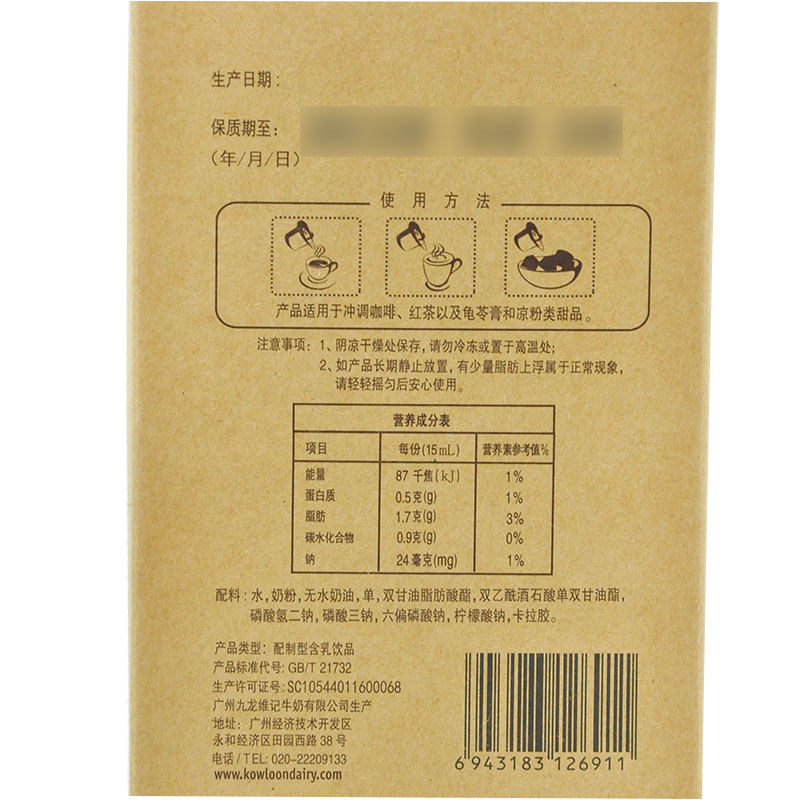 生产日期：
保质期至：
（年/月/日）
使用方法
产品适用于冲调咖啡、红茶以及龟苓膏和凉粉类甜品。
注意事项：1、阴凉干燥处保存，请勿冷冻或置于高温处；
2、如产品长期静止放置，有少量脂肪上浮属于正常现象，
请轻轻摇匀后安心使用。
营养成分表
项目 每份(15mL) 营养素参考值%
能量 87 千焦(kJ) 1%
蛋白质 0.5克(g) 1%
脂肪 1.7克(g) 3%
碳水化合物 0.9克(g) 0%
钠 24 毫克(mg) 1%
配料：水，奶粉，无水奶油，单，双甘油脂肪酸酯，双乙酰酒石酸单双甘油酯，
磷酸氢二钠，磷酸三钠，六偏磷酸钠，柠檬酸钠，卡拉胶。
产品类型：配制型含乳饮品
产品标准代号：GB/T 21732
生产许可证号：SC10544011600068
广州九龙维记牛奶有限公司生产
地址：广州经济技术开发区
永和经济区田园西路 38 号
电话 / TEL: 020-22209133
www.kowloondairy.com
6 943183 126911